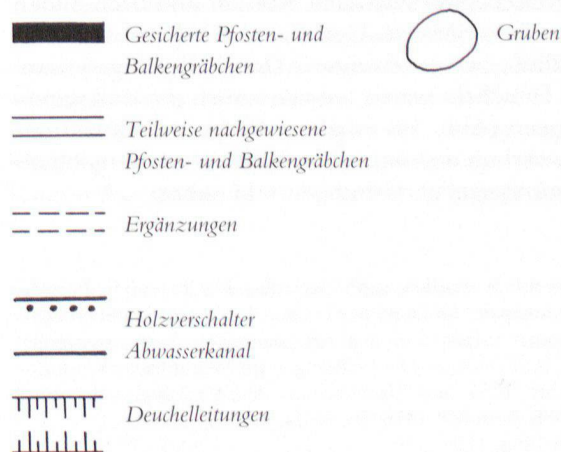 Gesicherte Pfosten- und
Balkengräbchen
Gruben
Teilweise nachgewiesene
Pfosten- und Balkengräbchen
Ergänzungen
Holzverschalter
Abwasserkanal
Deuchelleitungen